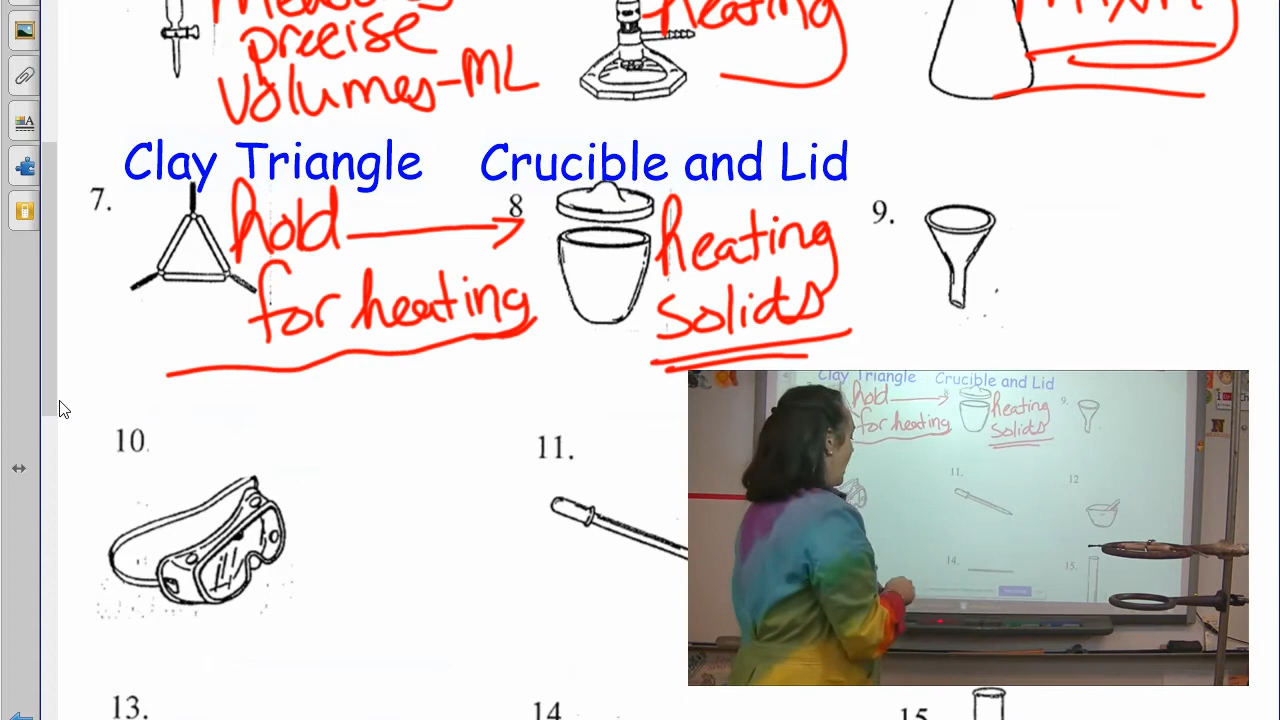 measuring
precise
volumes-ML
heating
Clay Triangle
Crucible and Lid
7.
hold
for heating
8
heating
solids
9.
10.
11.
13.
14
15
Clay Triangle Crucible and Lid
hold
for heating
heating
solids
9.
11.
12
14.
15.